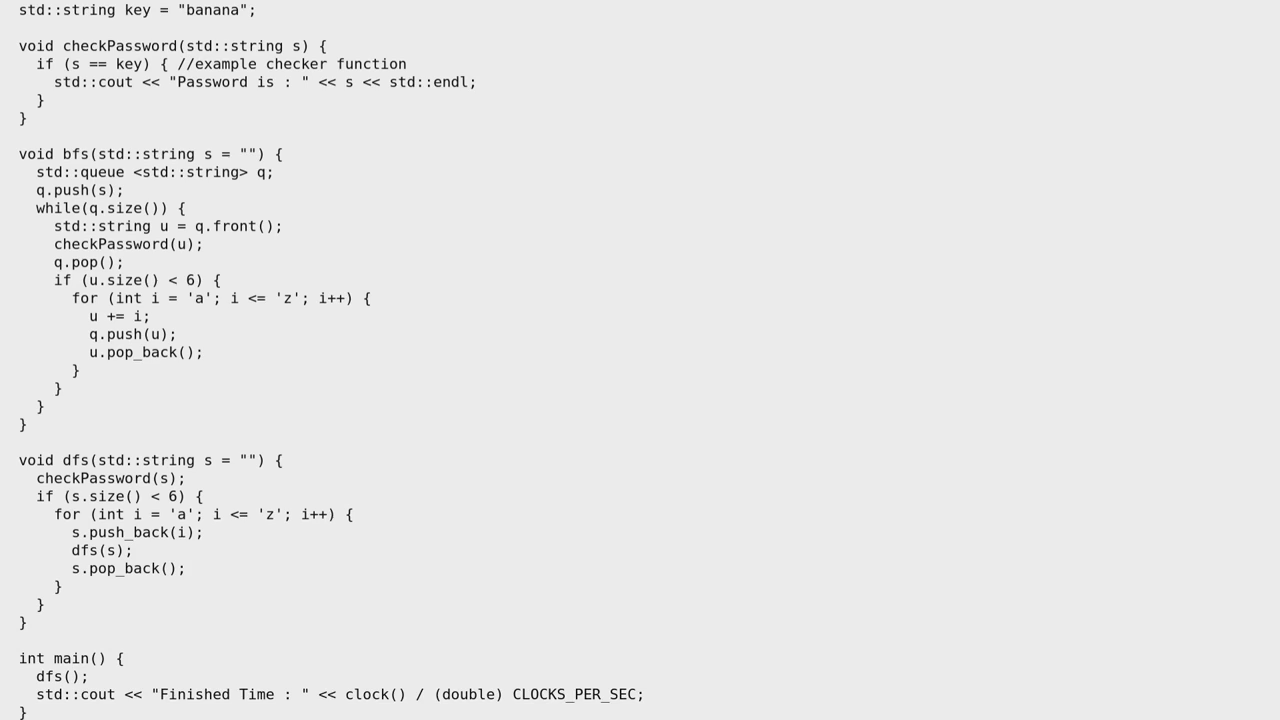 std::string key = "banana";

void checkPassword(std::string s) {
  if (s == key) { //example checker function
    std::cout << "Password is : " << s << std::endl;
  }
}

void bfs(std::string s = "") {
  std::queue <std::string> q;
  q.push(s);
  while(q.size()) {
    std::string u = q.front();
    checkPassword(u);
    q.pop();
    if (u.size() < 6) {
      for (int i = 'a'; i <= 'z'; i++) {
        u += i;
        q.push(u);
        u.pop_back();
      }
    }
  }
}

void dfs(std::string s = "") {
  checkPassword(s);
  if (s.size() < 6) {
    for (int i = 'a'; i <= 'z'; i++) {
      s.push_back(i);
      dfs(s);
      s.pop_back();
    }
  }
}

int main() {
  dfs();
  std::cout << "Finished Time : " << clock() / (double) CLOCKS_PER_SEC;
}